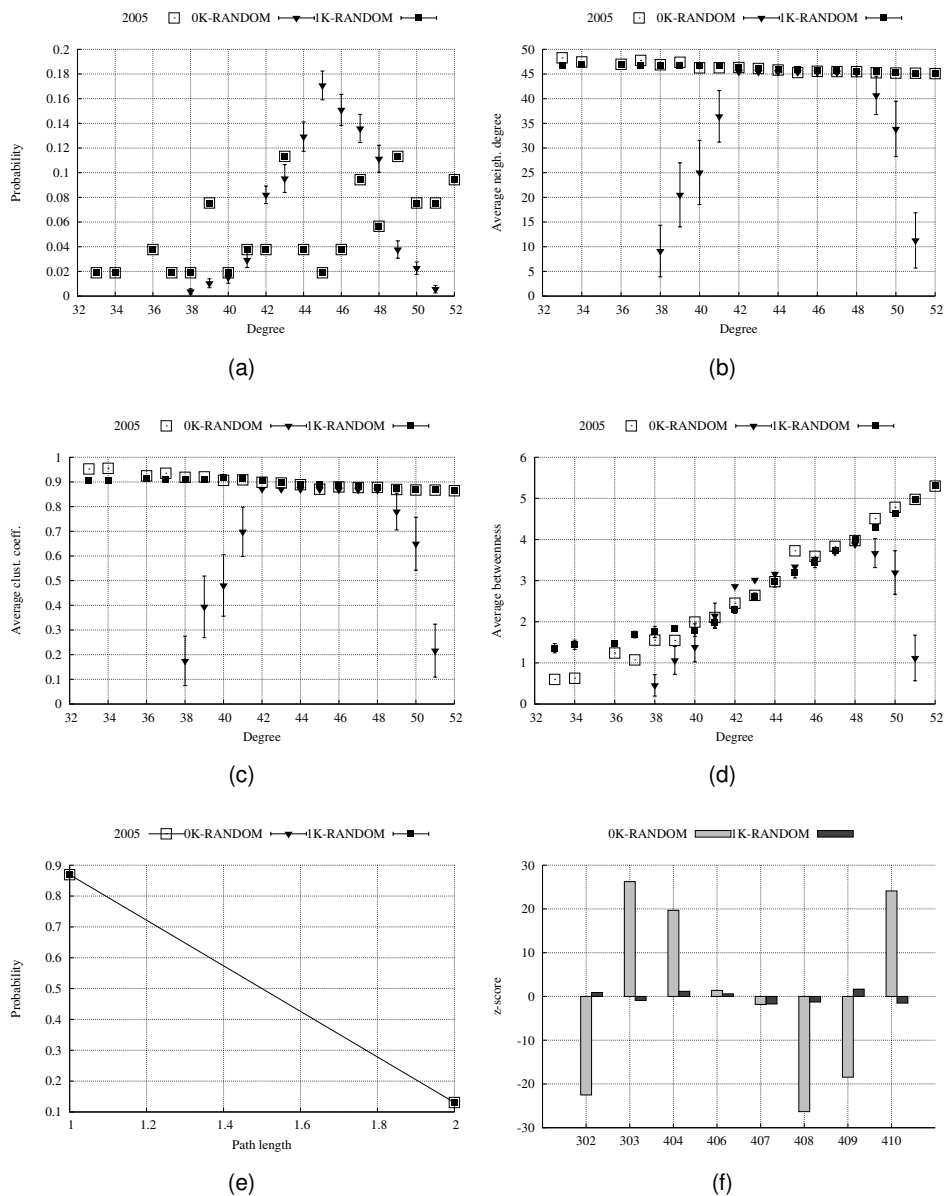 2005 0K-RANDOM 1K-RANDOM
0.2
0.16
0.12
0.08
0.04
0.02
0
32 34 36 38 40 42 44 46 48 50 52
Probability
Degree
(a)
2005 0K-RANDOM 1K-RANDOM
50
45
40
35
30
25
20
15
10
5
0
32 34 36 38 40 42 44 46 48 50 52
Average neigh. degree
Degree
(b)
2005 0K-RANDOM 1K-RANDOM
1
0.9
0.8
0.7
0.6
0.5
0.4
0.3
0.2
0.1
0
32 34 36 38 40 42 44 46 48 50 52
Average clust. coeff.
Degree
(c)
2005 0K-RANDOM 1K-RANDOM
6
5
4
3
2
1
0
32 34 36 38 40 42 44 46 48 50 52
Average betweenness
Degree
(d)
2005 0K-RANDOM 1K-RANDOM
0.9
0.8
0.7
0.6
0.5
0.4
0.3
0.2
0.1
1 1.2 1.4 1.6 1.8 2
Probability
Path length
(e)
0K-RANDOM 1K-RANDOM
30
20
10
0
-10
-20
-30
302 303 404 406 407 408 409 410
z-score
(f)